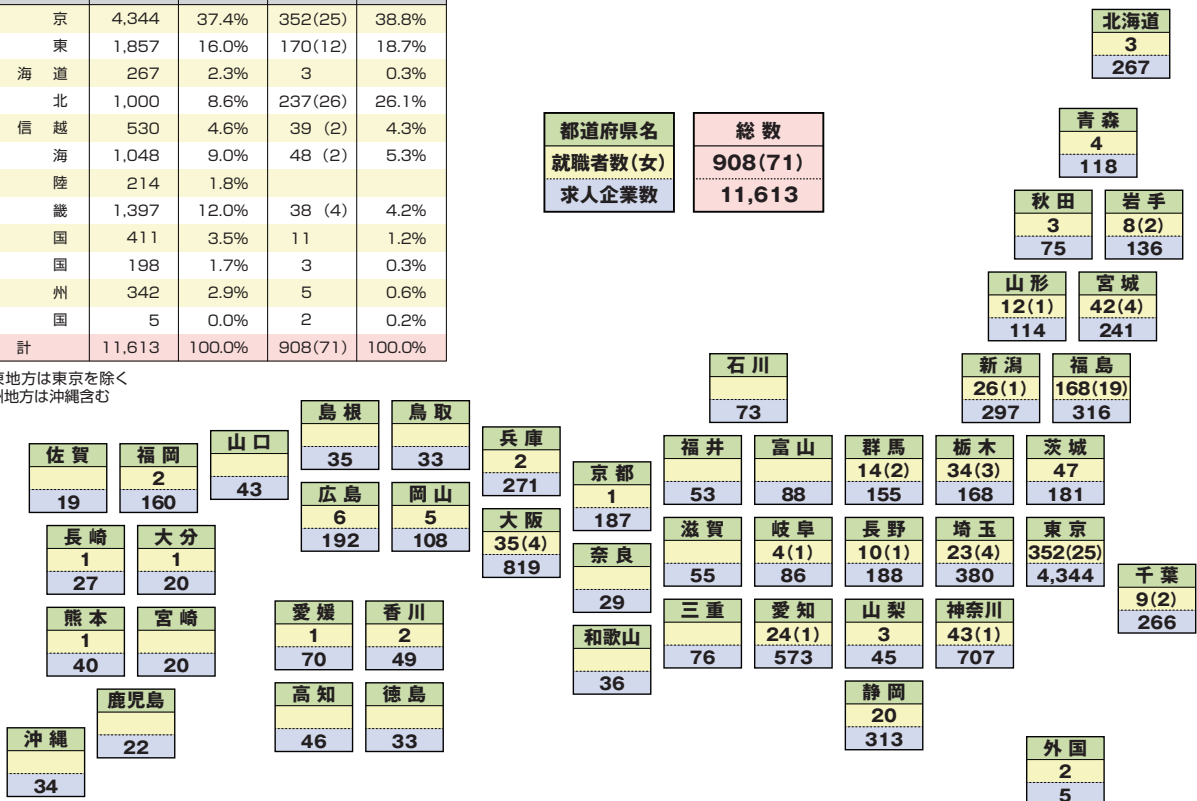 京 4,344 37.4% 352(25) 38.8%
東 1,857 16.0% 170(12) 18.7%
海 道 267 2.3% 3 0.3%
北 1,000 8.6% 237(26) 26.1%
信 越 530 4.6% 39 (2) 4.3%
海 1,048 9.0% 48 (2) 5.3%
陸 214 1.8%
畿 1,397 12.0% 38 (4) 4.2%
国 411 3.5% 11 1.2%
国 198 1.7% 3 0.3%
州 342 2.9% 5 0.6%
国 5 0.0% 2 0.2%
計 11,613 100.0% 908(71) 100.0%
東地方は東京を除く
州地方は沖縄含む
都道府県名
就職者数(女)
求人企業数
総数
908(71)
11,613
北海道
3
267
青森
4
118
秋田
3
75
岩手
8(2)
136
山形
12(1)
114
宮城
42(4)
241
石川
73
新潟
26(1)
297
福島
168(19)
316
島根
35
鳥取
33
兵庫
2
271
佐賀
19
福岡
2
160
山口
43
京都
1
187
福井
53
富山
88
群馬
14(2)
155
栃木
34(3)
168
茨城
47
181
広島
6
192
岡山
5
108
大阪
35(4)
819
長崎
1
27
大分
1
20
奈良
29
滋賀
55
岐阜
4(1)
86
長野
10(1)
188
埼玉
23(4)
380
東京
352(25)
4,344
千葉
9(2)
266
熊本
1
40
宮崎
20
愛媛
1
70
香川
2
49
和歌山
36
三重
76
愛知
24(1)
573
山梨
3
45
神奈川
43(1)
707
鹿児島
22
高知
46
徳島
33
静岡
20
313
沖縄
34
外国
2
5